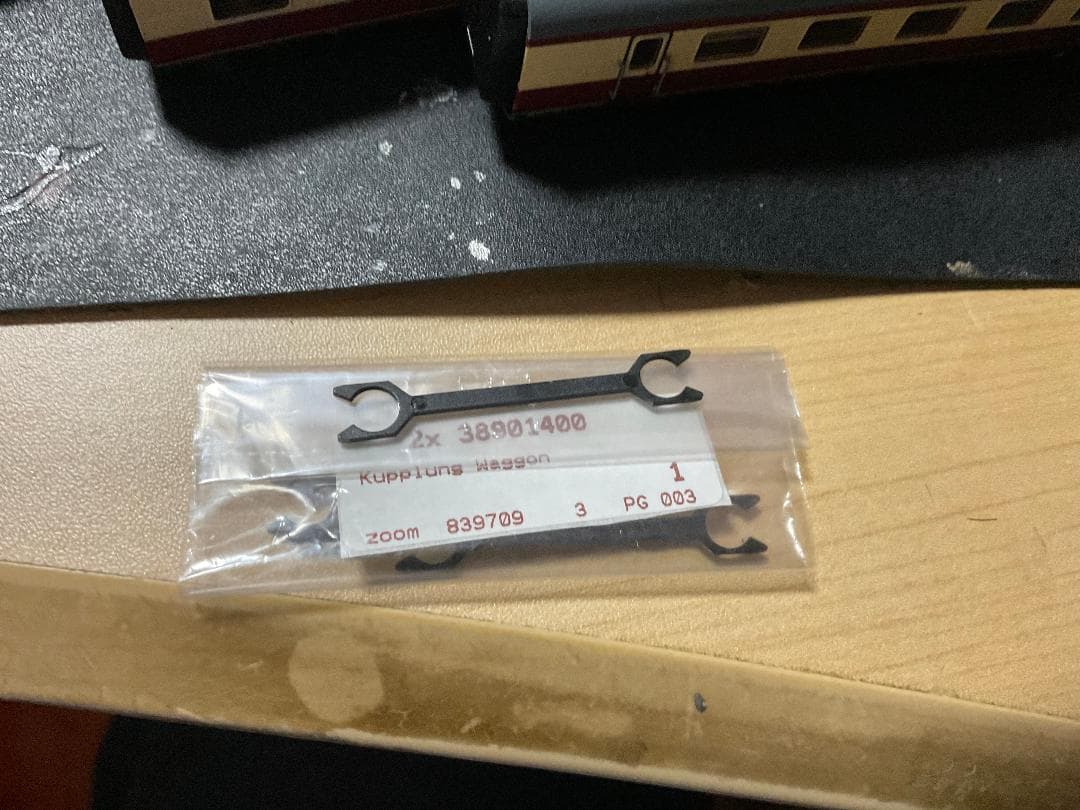 2x 38901400
Kupplung Waggon
1
zoom 839709 3 PG 003